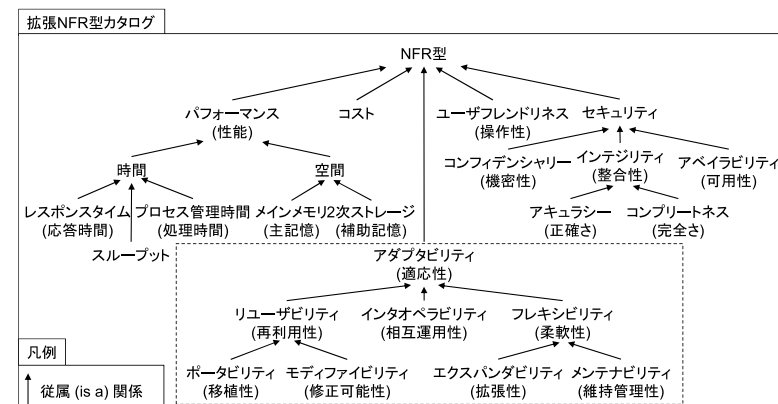 拡張NFR型カタログ
NFR型
パフォーマンス
(性能)
コスト
ユーザフレンドリネス
(操作性)
セキュリティ
時間
空間
コンフィデンシャリー
(機密性)
インテジリティ
(整合性)
アベイラビリティ
(可用性)
レスポンスタイム
(応答時間)
プロセス管理時間
(処理時間)
メインメモリ
(主記憶)
2次ストレージ
(補助記憶)
アキュラシー
(正確さ)
コンプリートネス
(完全さ)
スループット
アダプタビリティ
(適応性)
リユーザビリティ
(再利用性)
インタオペラビリティ
(相互運用性)
フレキシビリティ
(柔軟性)
凡例
ポータビリティ
(移植性)
モディファイビリティ
(修正可能性)
エクスパンダビリティ
(拡張性)
メンテナビリティ
(維持管理性)
従属 (is a) 関係